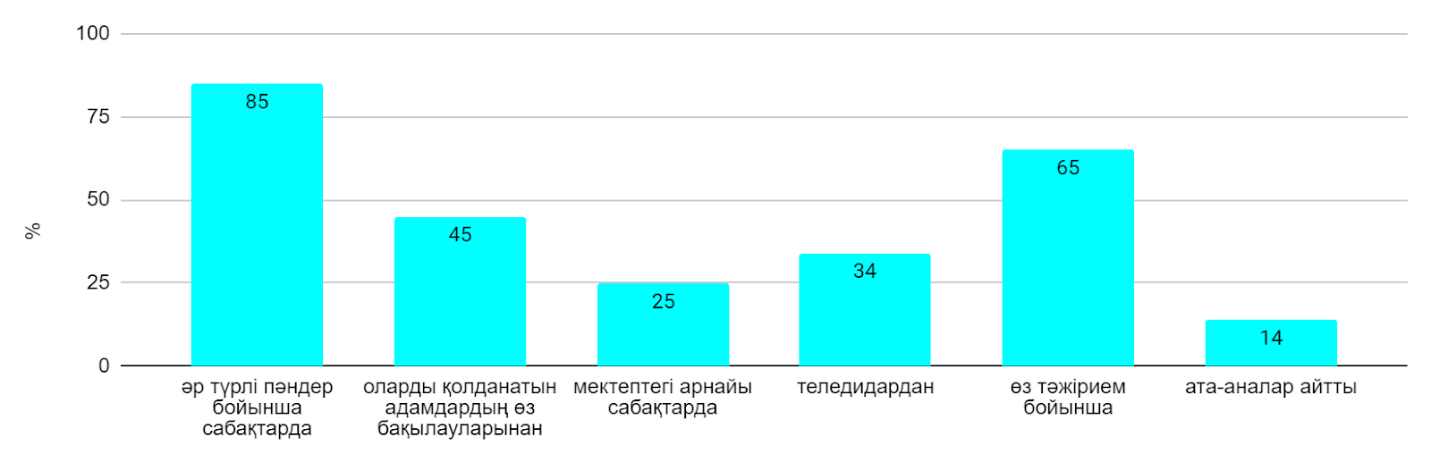 100
75
50
25
0
%
85
45
25
34
65
14
әр түрлі пәндер
бойынша
сабақтарда
оларды қолданатын
адамдардың өз
бақылауларынан
мектептегі арнайы
сабақтарда
теледидардан
өз тәжірием
бойынша
ата-аналар айтты